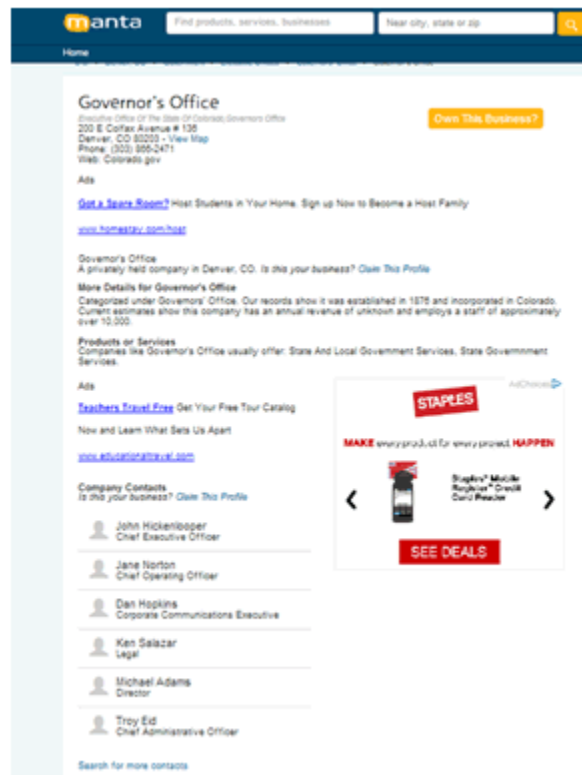 manta
Find products, services, businesses
Near city, state or zip
Home
Governor's Office
Executive Office Of The State Of Colorado, Governors Office
200 E Colfax Avenue # 136
Denver, CO 80203 - View Map
Phone: (303) 866-2471
Web: Colorado.gov
Own This Business?
Ads
Got a Spare Room? Host Students in Your Home. Sign up Now to Become a Host Family
www.homestay.com/host
Governor's Office
A privately held company in Denver, CO. Is this your business? Claim This Profile
More Details for Governor's Office
Categorized under Governors' Office. Our records show it was established in 1876 and incorporated in Colorado.
Current estimates show this company has an annual revenue of unknown and employs a staff of approximately
over 10,000.
Products or Services
Companies like Governor's Office usually offer: State And Local Government Services, State Governmnment
Services.
Ads
Teachers Travel Free Get Your Free Tour Catalog
Now and Learn What Sets Us Apart
www.educationaltravel.com
AdChoices
STAPLES
MAKE every product for every project HAPPEN
Staples® Mobile
Register™ Credit
Card Reader
SEE DEALS
Company Contacts
Is this your business? Claim This Profile
John Hickenlooper
Chief Executive Officer
Jane Norton
Chief Operating Officer
Dan Hopkins
Corporate Communications Executive
Ken Salazar
Legal
Michael Adams
Director
Troy Eid
Chief Administrative Officer
Search for more contacts